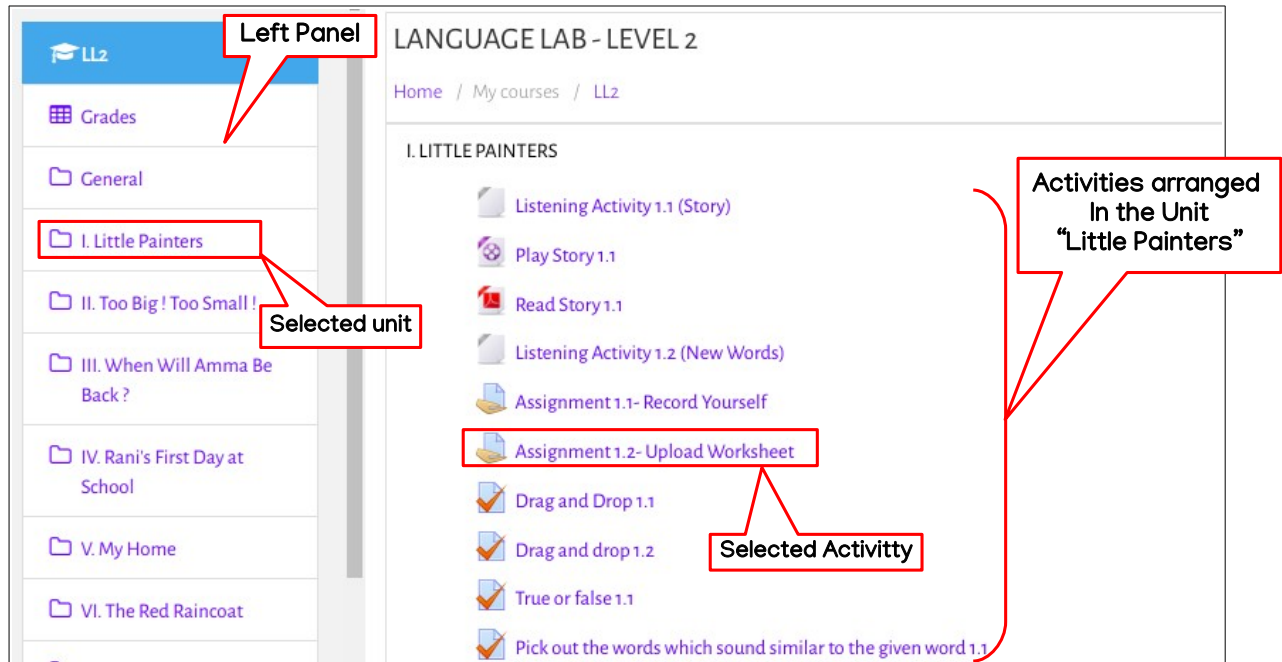 LL2
Left Panel
Grades
General
I. Little Painters
II. Too Big ! Too Small !
Selected unit
III. When Will Amma Be
Back ?
IV. Rani's First Day at
School
V. My Home
VI. The Red Raincoat
LANGUAGE LAB - LEVEL 2
Home / My courses / LL2
I. LITTLE PAINTERS
Listening Activity 1.1 (Story)
Play Story 1.1
Read Story 1.1
Listening Activity 1.2 (New Words)
Assignment 1.1- Record Yourself
Assignment 1.2- Upload Worksheet
Drag and Drop 1.1
Drag and drop 1.2
Selected Activitty
True or false 1.1
Pick out the words which sound similar to the given word 1.1
Activities arranged
In the Unit
“Little Painters”